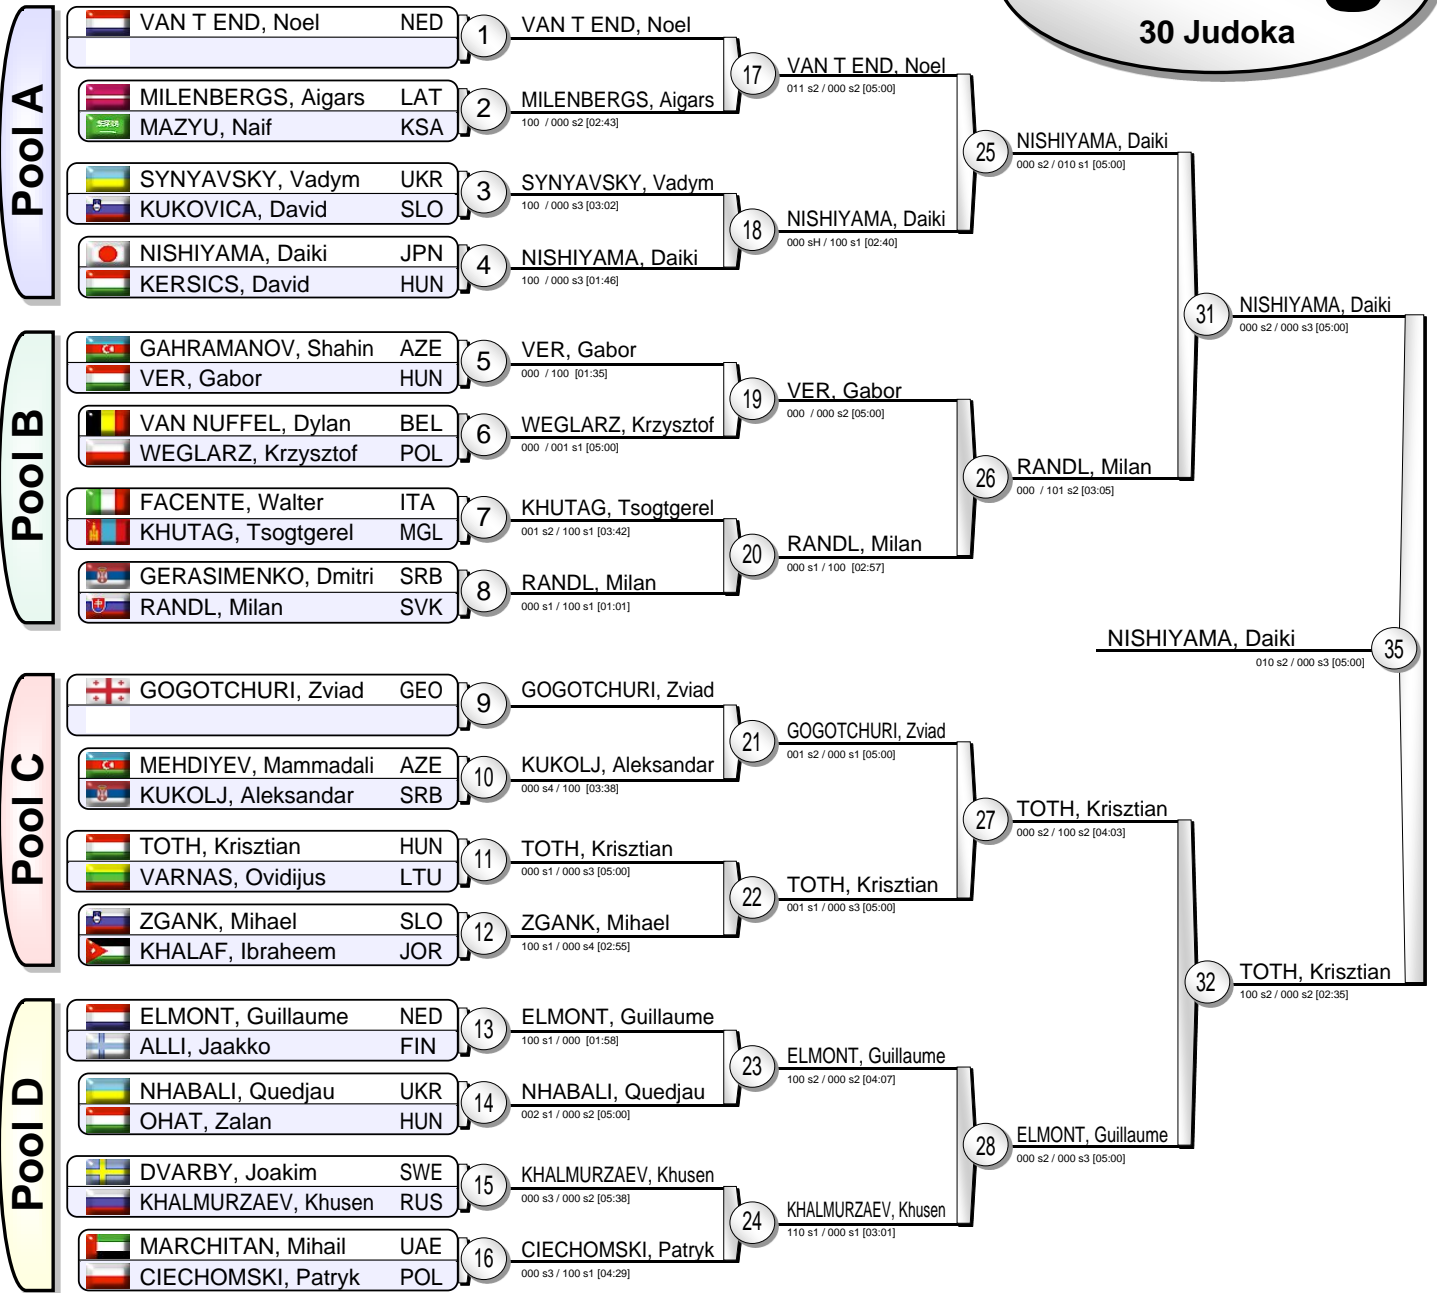 30 Judoka
Pool A
VAN T END, Noel NED
1
VAN T END, Noel
MILENBERGS, Aigars LAT
MAZYU, Naif KSA
2
MILENBERGS, Aigars
100 / 000 s2 [02:43]
SYNYAVSKY, Vadym UKR
KUKOVICA, David SLO
3
SYNYAVSKY, Vadym
100 / 000 s3 [03:02]
NISHIYAMA, Daiki JPN
KERSICS, David HUN
4
NISHIYAMA, Daiki
100 / 000 s3 [01:46]
17
VAN T END, Noel
011 s2 / 000 s2 [05:00]
18
NISHIYAMA, Daiki
000 sH / 100 s1 [02:40]
25
NISHIYAMA, Daiki
000 s2 / 010 s1 [05:00]
Pool B
GAHRAMANOV, Shahin AZE
VER, Gabor HUN
5
VER, Gabor
000 / 100 [01:35]
VAN NUFFEL, Dylan BEL
WEGLARZ, Krzysztof POL
6
WEGLARZ, Krzysztof
000 / 001 s1 [05:00]
FACENTE, Walter ITA
KHUTAG, Tsogtgerel MGL
7
KHUTAG, Tsogtgerel
001 s2 / 100 s1 [03:42]
GERASIMENKO, Dmitri SRB
RANDL, Milan SVK
8
RANDL, Milan
000 s1 / 100 s1 [01:01]
19
VER, Gabor
000 / 000 s2 [05:00]
20
RANDL, Milan
000 s1 / 100 [02:57]
26
RANDL, Milan
000 / 101 s2 [03:05]
31
NISHIYAMA, Daiki
000 s2 / 000 s3 [05:00]
NISHIYAMA, Daiki
010 s2 / 000 s3 [05:00]
35
Pool C
GOGOTCHURI, Zviad GEO
9
GOGOTCHURI, Zviad
MEHDIYEV, Mammadali AZE
KUKOLJ, Aleksandar SRB
10
KUKOLJ, Aleksandar
000 s4 / 100 [03:38]
TOTH, Krisztian HUN
VARNAS, Ovidijus LTU
11
TOTH, Krisztian
000 s1 / 000 s3 [05:00]
ZGANK, Mihael SLO
KHALAF, Ibraheem JOR
12
ZGANK, Mihael
100 s1 / 000 s4 [02:55]
21
GOGOTCHURI, Zviad
001 s2 / 000 s1 [05:00]
22
TOTH, Krisztian
001 s1 / 000 s3 [05:00]
27
TOTH, Krisztian
000 s2 / 100 s2 [04:03]
Pool D
ELMONT, Guillaume NED
ALLI, Jaakko FIN
13
ELMONT, Guillaume
100 s1 / 000 [01:58]
NHABALI, Quedjau UKR
OHAT, Zalan HUN
14
NHABALI, Quedjau
002 s1 / 000 s2 [05:00]
DVARBY, Joakim SWE
KHALMURZAEV, Khusen RUS
15
KHALMURZAEV, Khusen
000 s3 / 000 s2 [05:38]
MARCHITAN, Mihail UAE
CIECHOMSKI, Patryk POL
16
CIECHOMSKI, Patryk
000 s3 / 100 s1 [04:29]
23
ELMONT, Guillaume
100 s2 / 000 s2 [04:07]
24
KHALMURZAEV, Khusen
110 s1 / 000 s1 [03:01]
28
ELMONT, Guillaume
000 s2 / 000 s3 [05:00]
32
TOTH, Krisztian
100 s2 / 000 s2 [02:35]